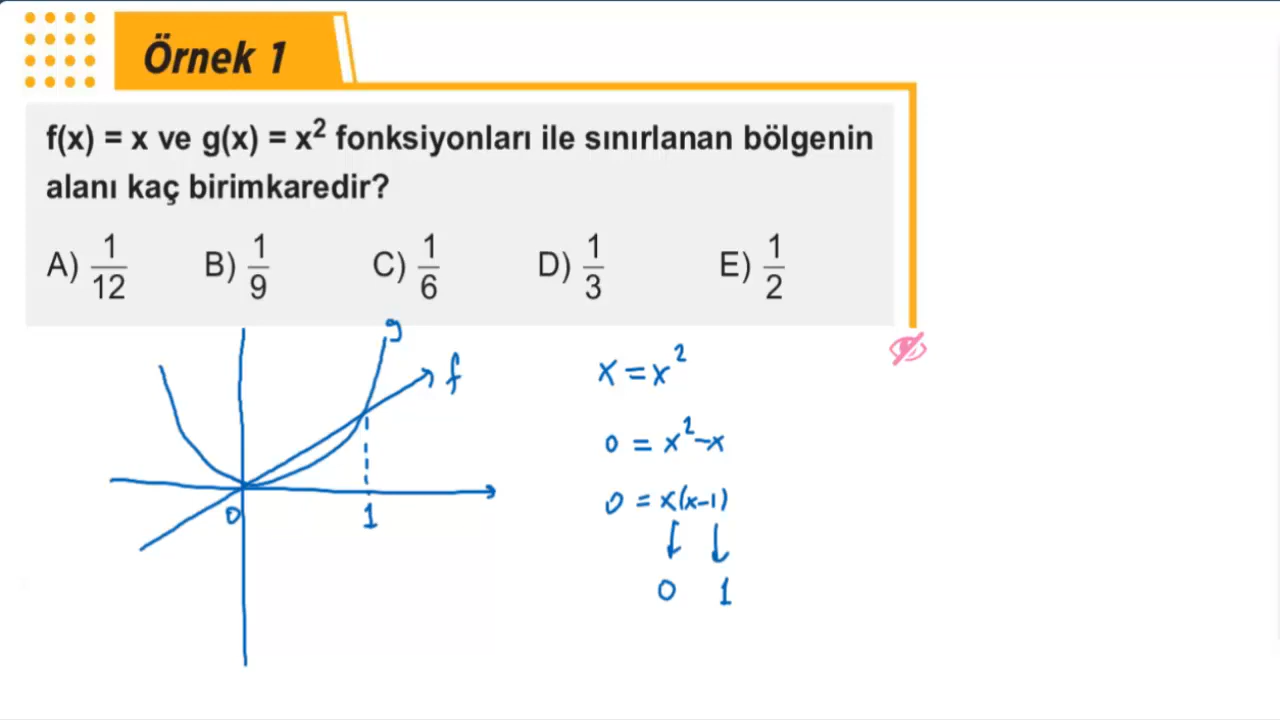 Örnek 1
f(x) = x ve g(x) = x² fonksiyonları ile sınırlanan bölgenin
alanı kaç birimkaredir?
A) 1/12 B) 1/9 C) 1/6 D) 1/3 E) 1/2
g
f
0
1
x = x²
0 = x² - x
0 = x(x-1)
0 1